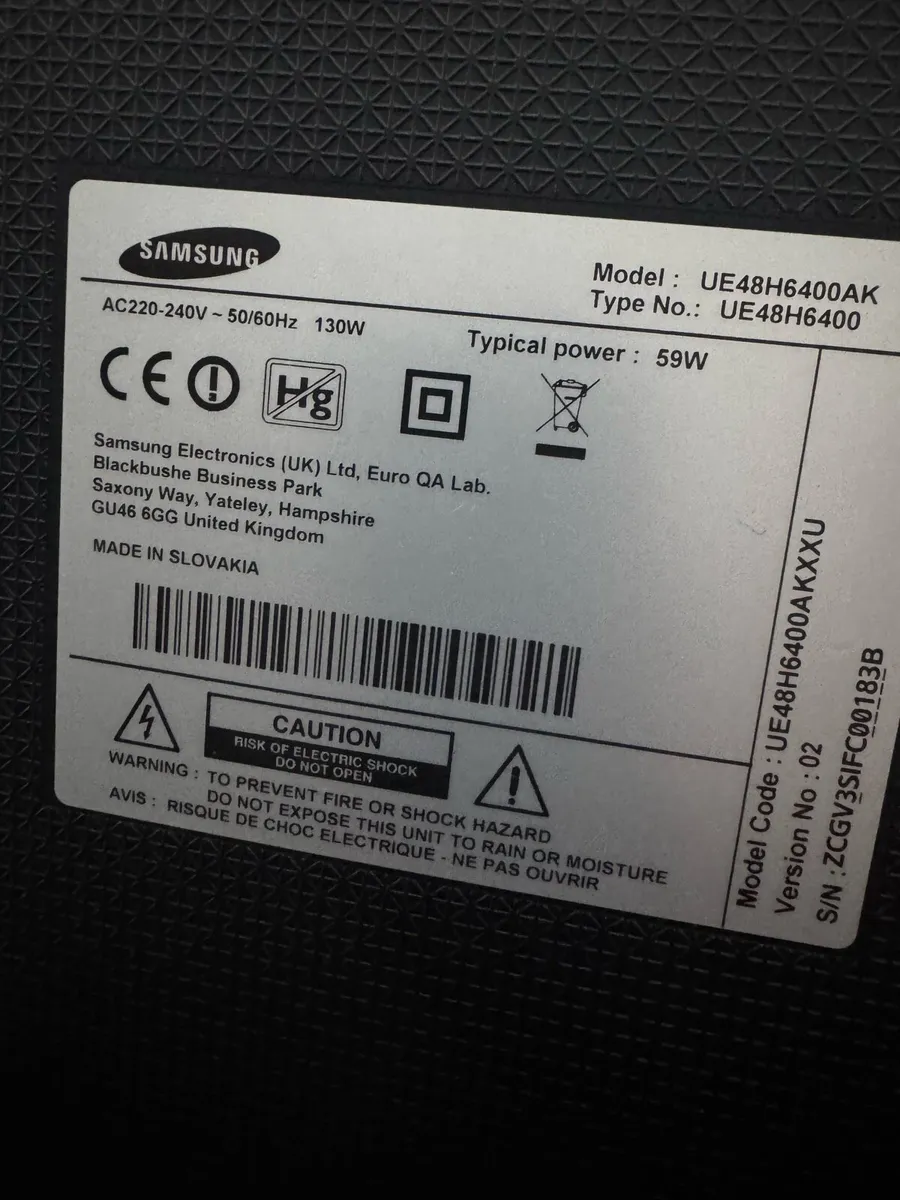 SAMSUNG
Model : UE48H6400AK
Type No.: UE48H6400
AC220-240V ~ 50/60Hz 130W
Typical power : 59W
CE
Hg
Samsung Electronics (UK) Ltd, Euro QA Lab.
Blackbushe Business Park
Saxony Way, Yateley, Hampshire
GU46 6GG United Kingdom
MADE IN SLOVAKIA
CAUTION
RISK OF ELECTRIC SHOCK
DO NOT OPEN
WARNING : TO PREVENT FIRE OR SHOCK HAZARD
DO NOT EXPOSE THIS UNIT TO RAIN OR MOISTURE
AVIS : RISQUE DE CHOC ELECTRIQUE - NE PAS OUVRIR
Model Code : UE48H6400AKXXU
Version No : 02
S/N : ZCGV3SIFC00183B